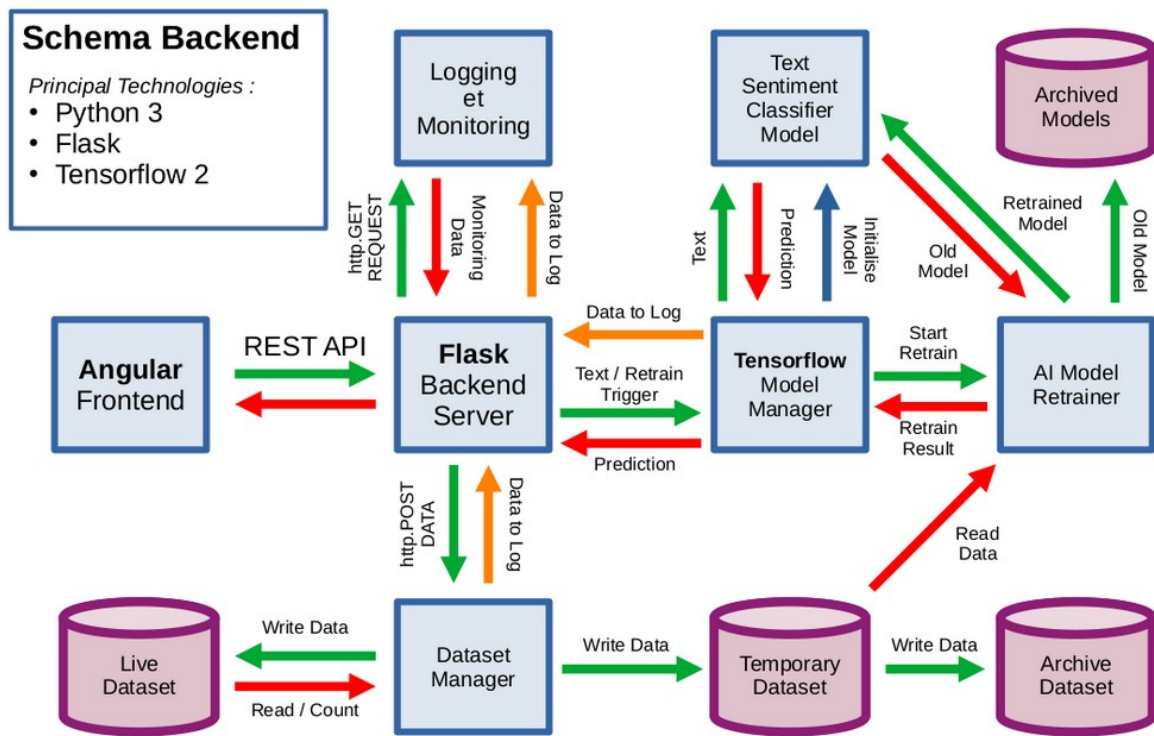 Schema Backend
Principal Technologies :
• Python 3
• Flask
• Tensorflow 2
Logging
et
Monitoring
Text
Sentiment
Classifier
Model
Archived
Models
http.GET
REQUEST
Monitoring
Data
Data to Log
Text
Prediction
Initialise
Model
Retrained
Model
Old
Model
Old Model
Angular
Frontend
REST API
Flask
Backend
Server
Data to Log
Text / Retrain
Trigger
Prediction
Tensorflow
Model
Manager
Start
Retrain
Retrain
Result
AI Model
Retrainer
http.POST
DATA
Data to Log
Read
Data
Live
Dataset
Write Data
Read / Count
Dataset
Manager
Write Data
Temporary
Dataset
Write Data
Archive
Dataset